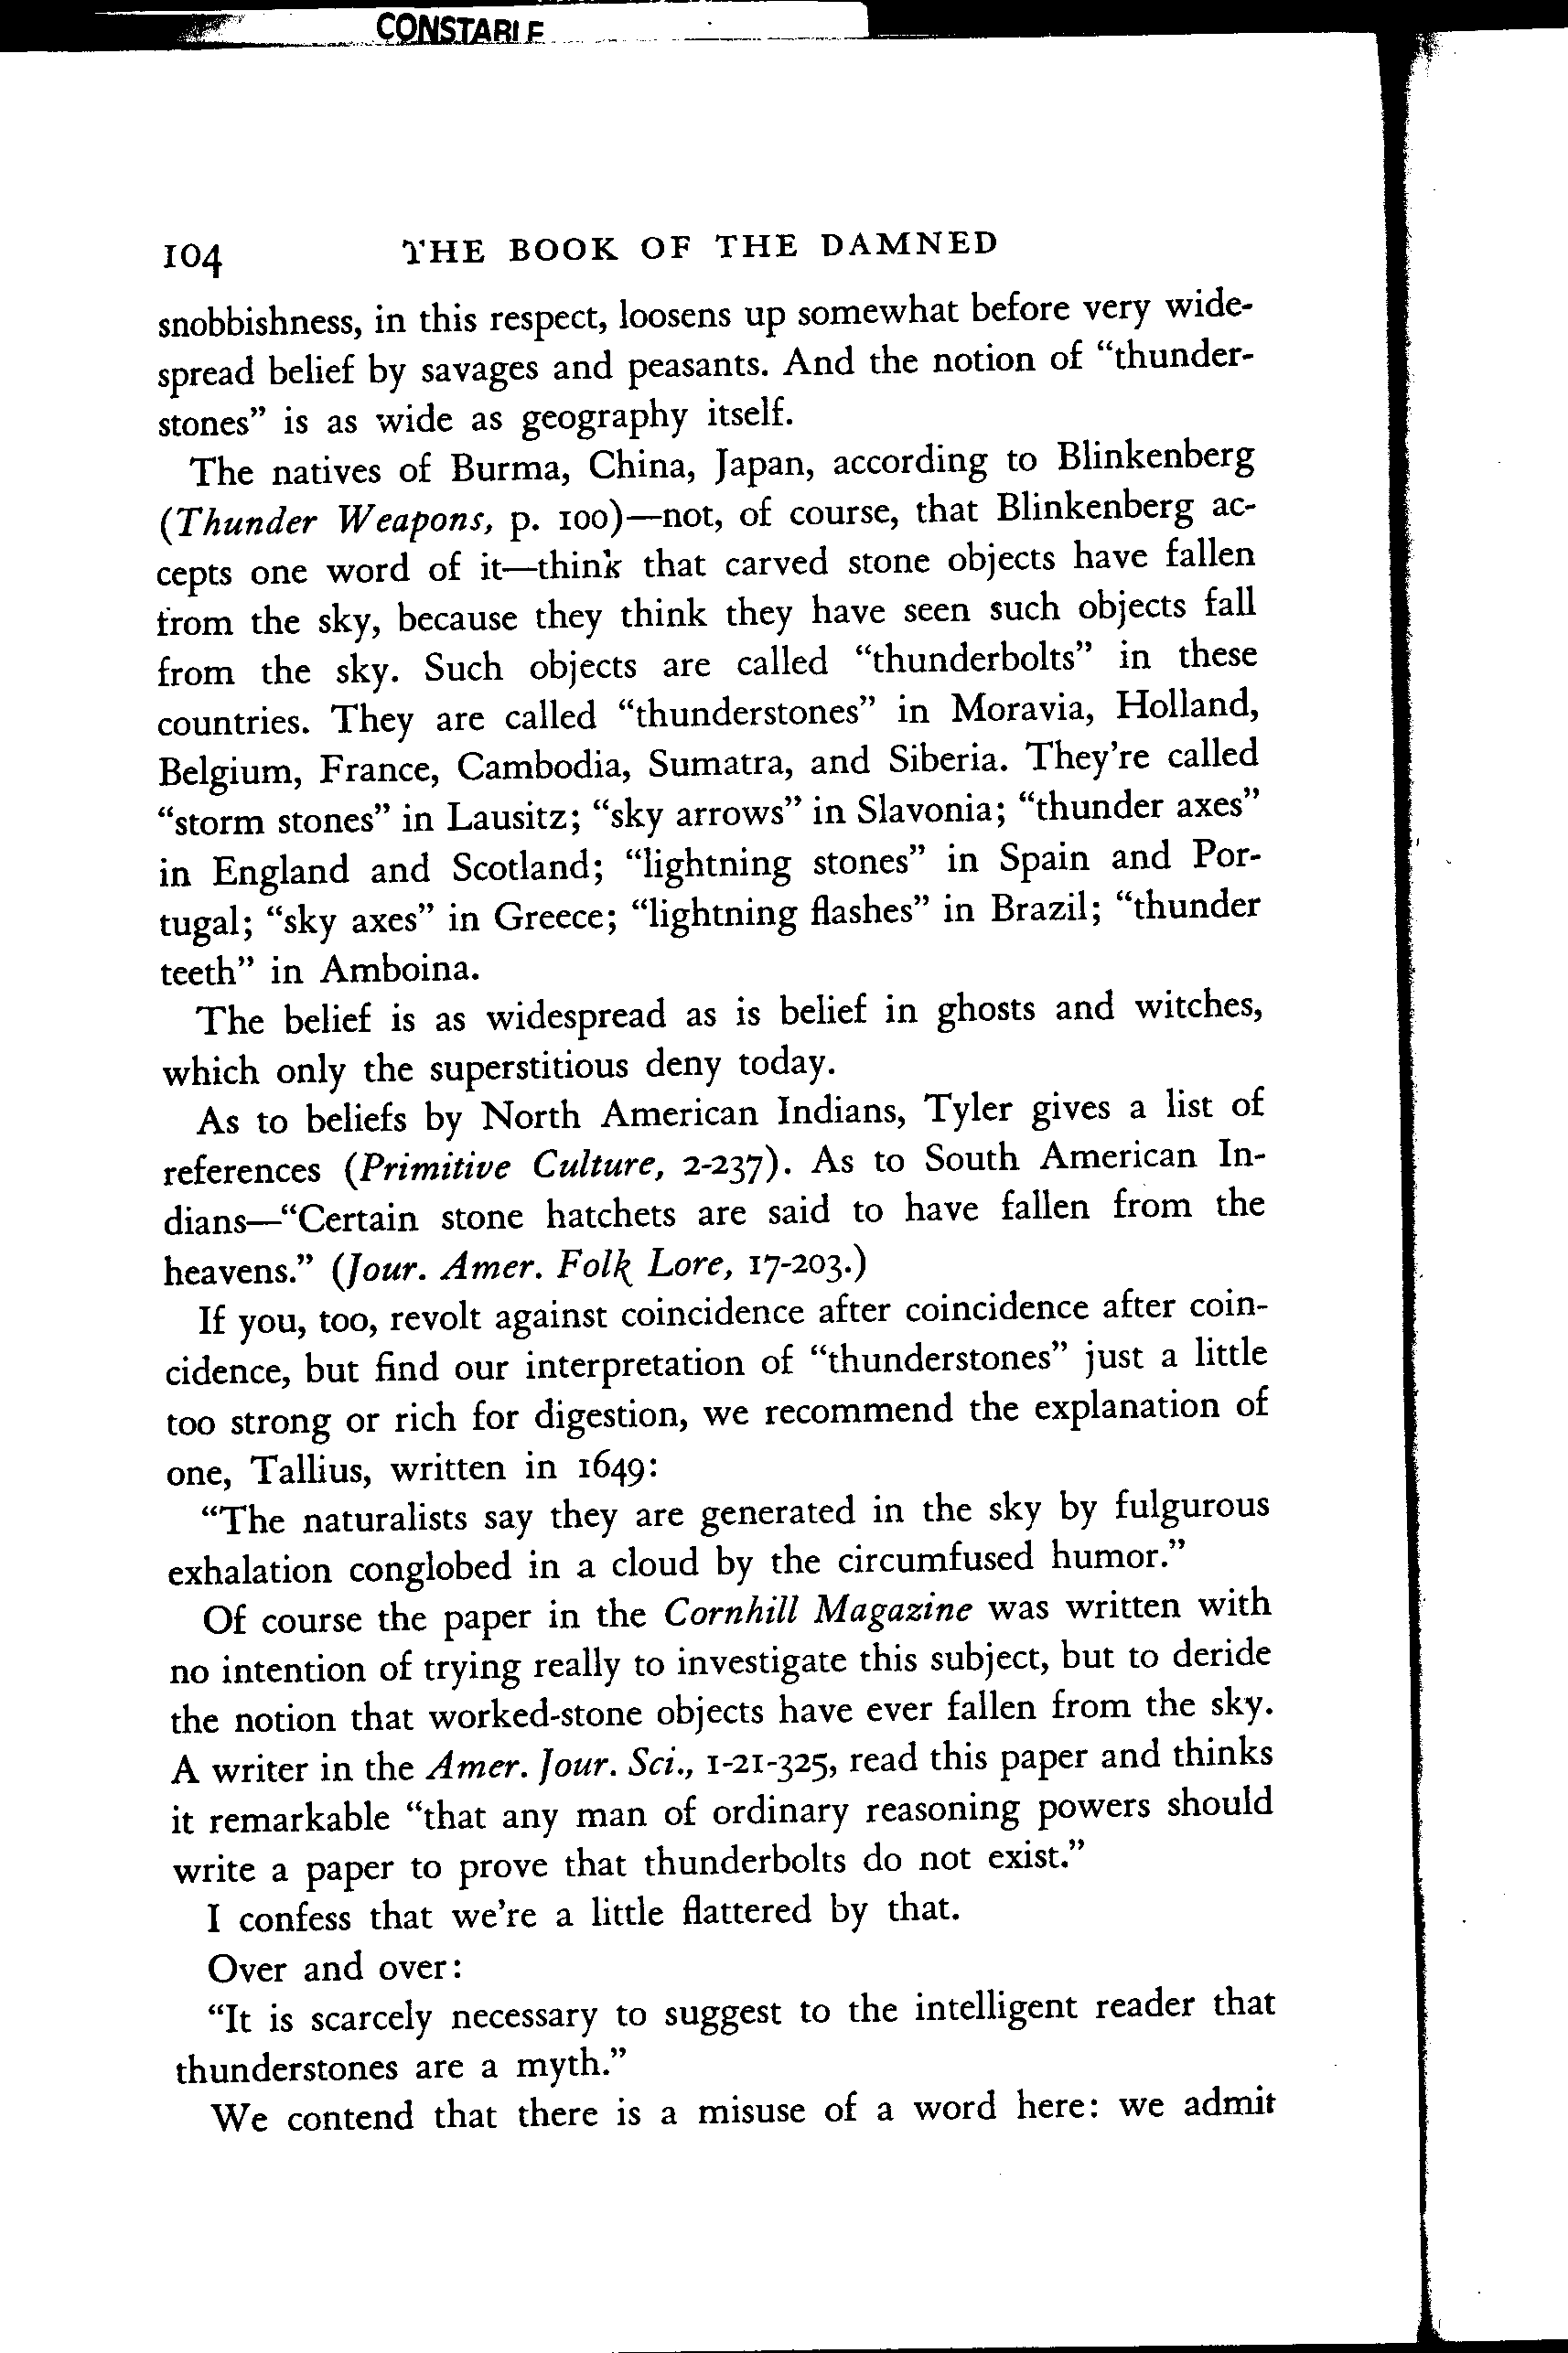 CONSTABLE
104 THE BOOK OF THE DAMNED
snobbishness, in this respect, loosens up somewhat before very wide-
spread belief by savages and peasants. And the notion of “thunder-
stones” is as wide as geography itself.
The natives of Burma, China, Japan, according to Blinkenberg
(Thunder Weapons, p. 100)—not, of course, that Blinkenberg ac-
cepts one word of it—think that carved stone objects have fallen
from the sky, because they think they have seen such objects fall
from the sky. Such objects are called “thunderbolts” in these
countries. They are called “thunderstones” in Moravia, Holland,
Belgium, France, Cambodia, Sumatra, and Siberia. They’re called
“storm stones” in Lausitz; “sky arrows” in Slavonia; “thunder axes”
in England and Scotland; “lightning stones” in Spain and Por-
tugal; “sky axes” in Greece; “lightning flashes” in Brazil; “thunder
teeth” in Amboina.
The belief is as widespread as is belief in ghosts and witches,
which only the superstitious deny today.
As to beliefs by North American Indians, Tyler gives a list of
references (Primitive Culture, 2-237). As to South American In-
dians—“Certain stone hatchets are said to have fallen from the
heavens.” (Jour. Amer. Folk Lore, 17-203.)
If you, too, revolt against coincidence after coincidence after coin-
cidence, but find our interpretation of “thunderstones” just a little
too strong or rich for digestion, we recommend the explanation of
one, Tallius, written in 1649:
“The naturalists say they are generated in the sky by fulgurous
exhalation conglobed in a cloud by the circumfused humor.”
Of course the paper in the Cornhill Magazine was written with
no intention of trying really to investigate this subject, but to deride
the notion that worked-stone objects have ever fallen from the sky.
A writer in the Amer. Jour. Sci., 1-21-325, read this paper and thinks
it remarkable “that any man of ordinary reasoning powers should
write a paper to prove that thunderbolts do not exist.”
I confess that we’re a little flattered by that.
Over and over:
“It is scarcely necessary to suggest to the intelligent reader that
thunderstones are a myth.”
We contend that there is a misuse of a word here: we admit